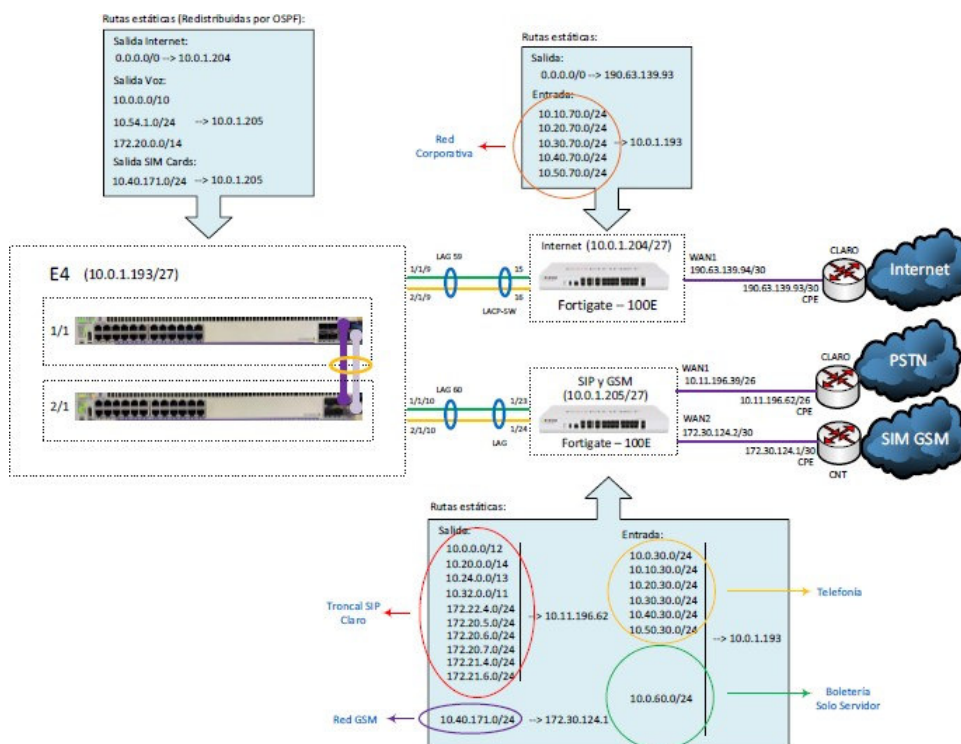 Rutas estáticas (Redistribuidas por OSPF):
Salida Internet:
0.0.0.0/0 --> 10.0.1.204
Salida Voz:
10.0.0.0/10
10.54.1.0/24 --> 10.0.1.205
172.20.0.0/14
Salida SIM Cards:
10.40.171.0/24 --> 10.0.1.205
Rutas estáticas:
Salida:
0.0.0.0/0 --> 190.63.139.93
Entrada:
10.10.70.0/24
10.20.70.0/24
10.30.70.0/24 --> 10.0.1.193
10.40.70.0/24
10.50.70.0/24
Red
Corporativa
E4 (10.0.1.193/27)
1/1
2/1
LAG 59
1/1/9
2/1/9
15
16
LACP-SW
Internet (10.0.1.204/27)
Fortigate – 100E
WAN1
190.63.139.94/30
190.63.139.93/30
CPE
CLARO
Internet
LAG 60
1/1/10
2/1/10
1/23
1/24
LAG
SIP y GSM
(10.0.1.205/27)
Fortigate – 100E
WAN1
10.11.196.39/26
10.11.196.62/26
CPE
CLARO
PSTN
WAN2
172.30.124.2/30
172.30.124.1/30
CPE
CNT
SIM GSM
Rutas estáticas:
Salida:
10.0.0.0/12
10.20.0.0/14
10.24.0.0/13
10.32.0.0/11
172.22.4.0/24 --> 10.11.196.62
172.20.5.0/24
172.20.6.0/24
172.20.7.0/24
172.21.4.0/24
172.21.6.0/24
10.40.171.0/24 --> 172.30.124.1
Troncal SIP
Claro
Red GSM
Entrada:
10.0.30.0/24
10.10.30.0/24
10.20.30.0/24
10.30.30.0/24
10.40.30.0/24
10.50.30.0/24
--> 10.0.1.193
10.0.60.0/24
Telefonía
Boletería
Solo Servidor